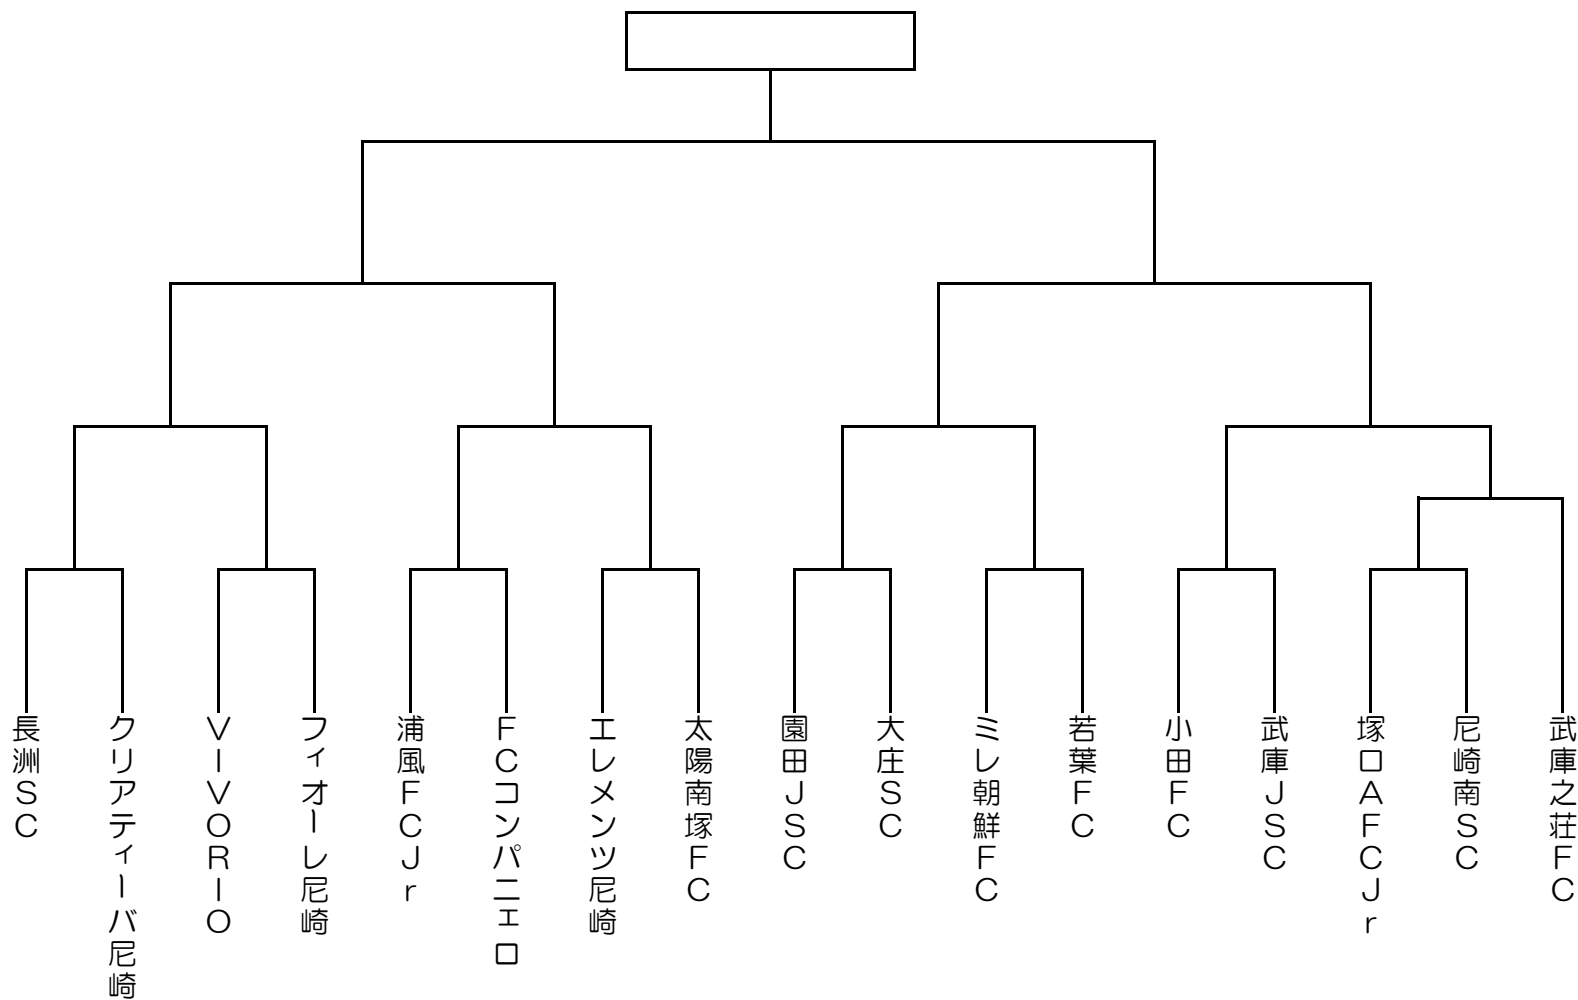 長洲ＳＣ
クリアティーバ尼崎
ＶＩＶＯＲＩＯ
フィオーレ尼崎
浦風ＦＣＪｒ
ＦＣコンパニェロ
エレメンツ尼崎
太陽南塚ＦＣ
園田ＪＳＣ
大庄ＳＣ
ミレ朝鮮ＦＣ
若葉ＦＣ
小田ＦＣ
武庫ＪＳＣ
塚口ＡＦＣＪｒ
尼崎南ＳＣ
武庫之荘ＦＣ